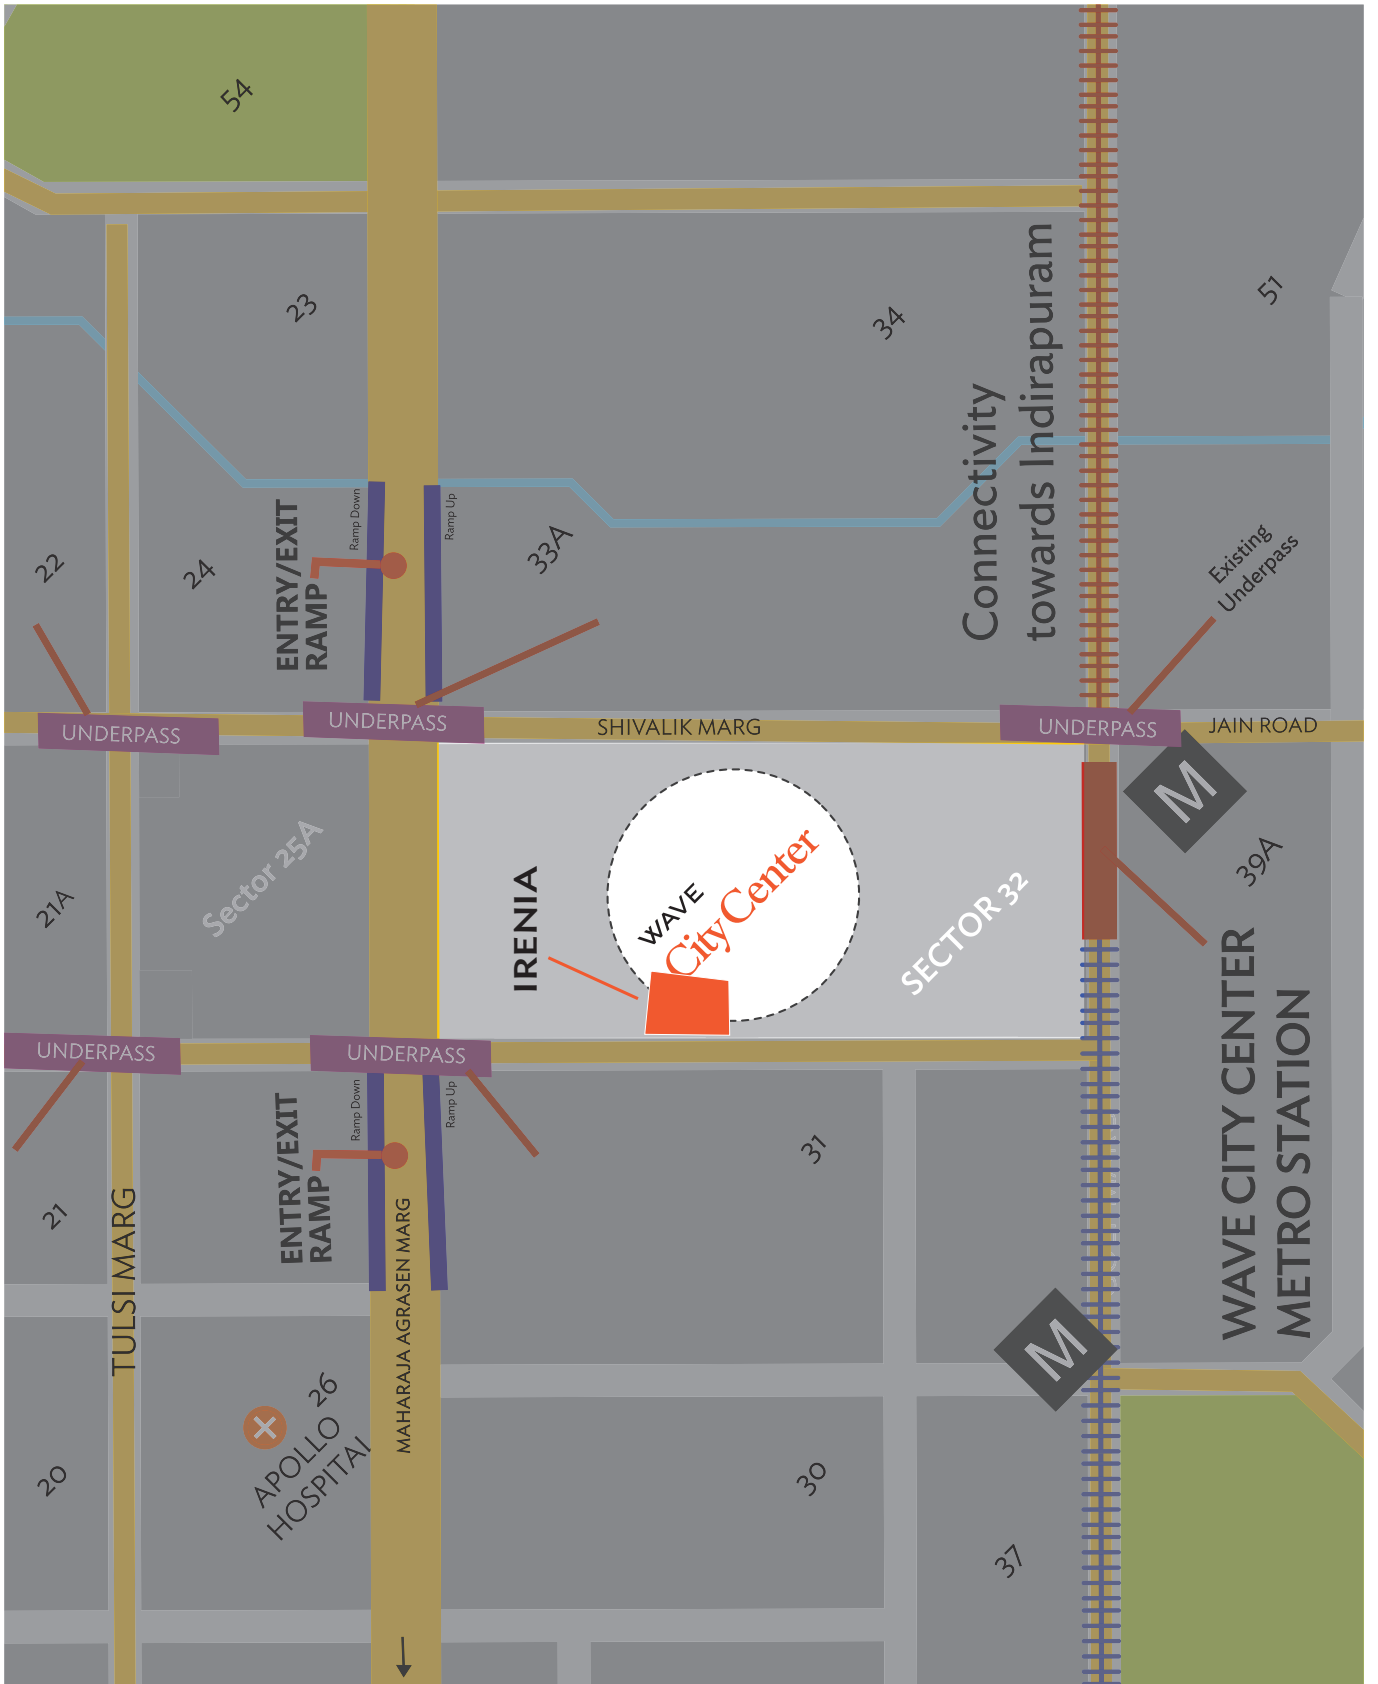 54
23
34
51
Connectivity
towards Indirapuram
22
24
ENTRY/EXIT
RAMP
Ramp Down
Ramp Up
33A
Existing
Underpass
UNDERPASS
UNDERPASS
SHIVALIK MARG
UNDERPASS
JAIN ROAD
M
21A
Sector 25A
IRENIA
WAVE
City Center
SECTOR 32
39A
UNDERPASS
UNDERPASS
WAVE CITY CENTER
METRO STATION
21
TULSI MARG
ENTRY/EXIT
RAMP
Ramp Down
Ramp Up
MAHARAJA AGRASEN MARG
31
M
20
26
APOLLO
HOSPITAL
30
37